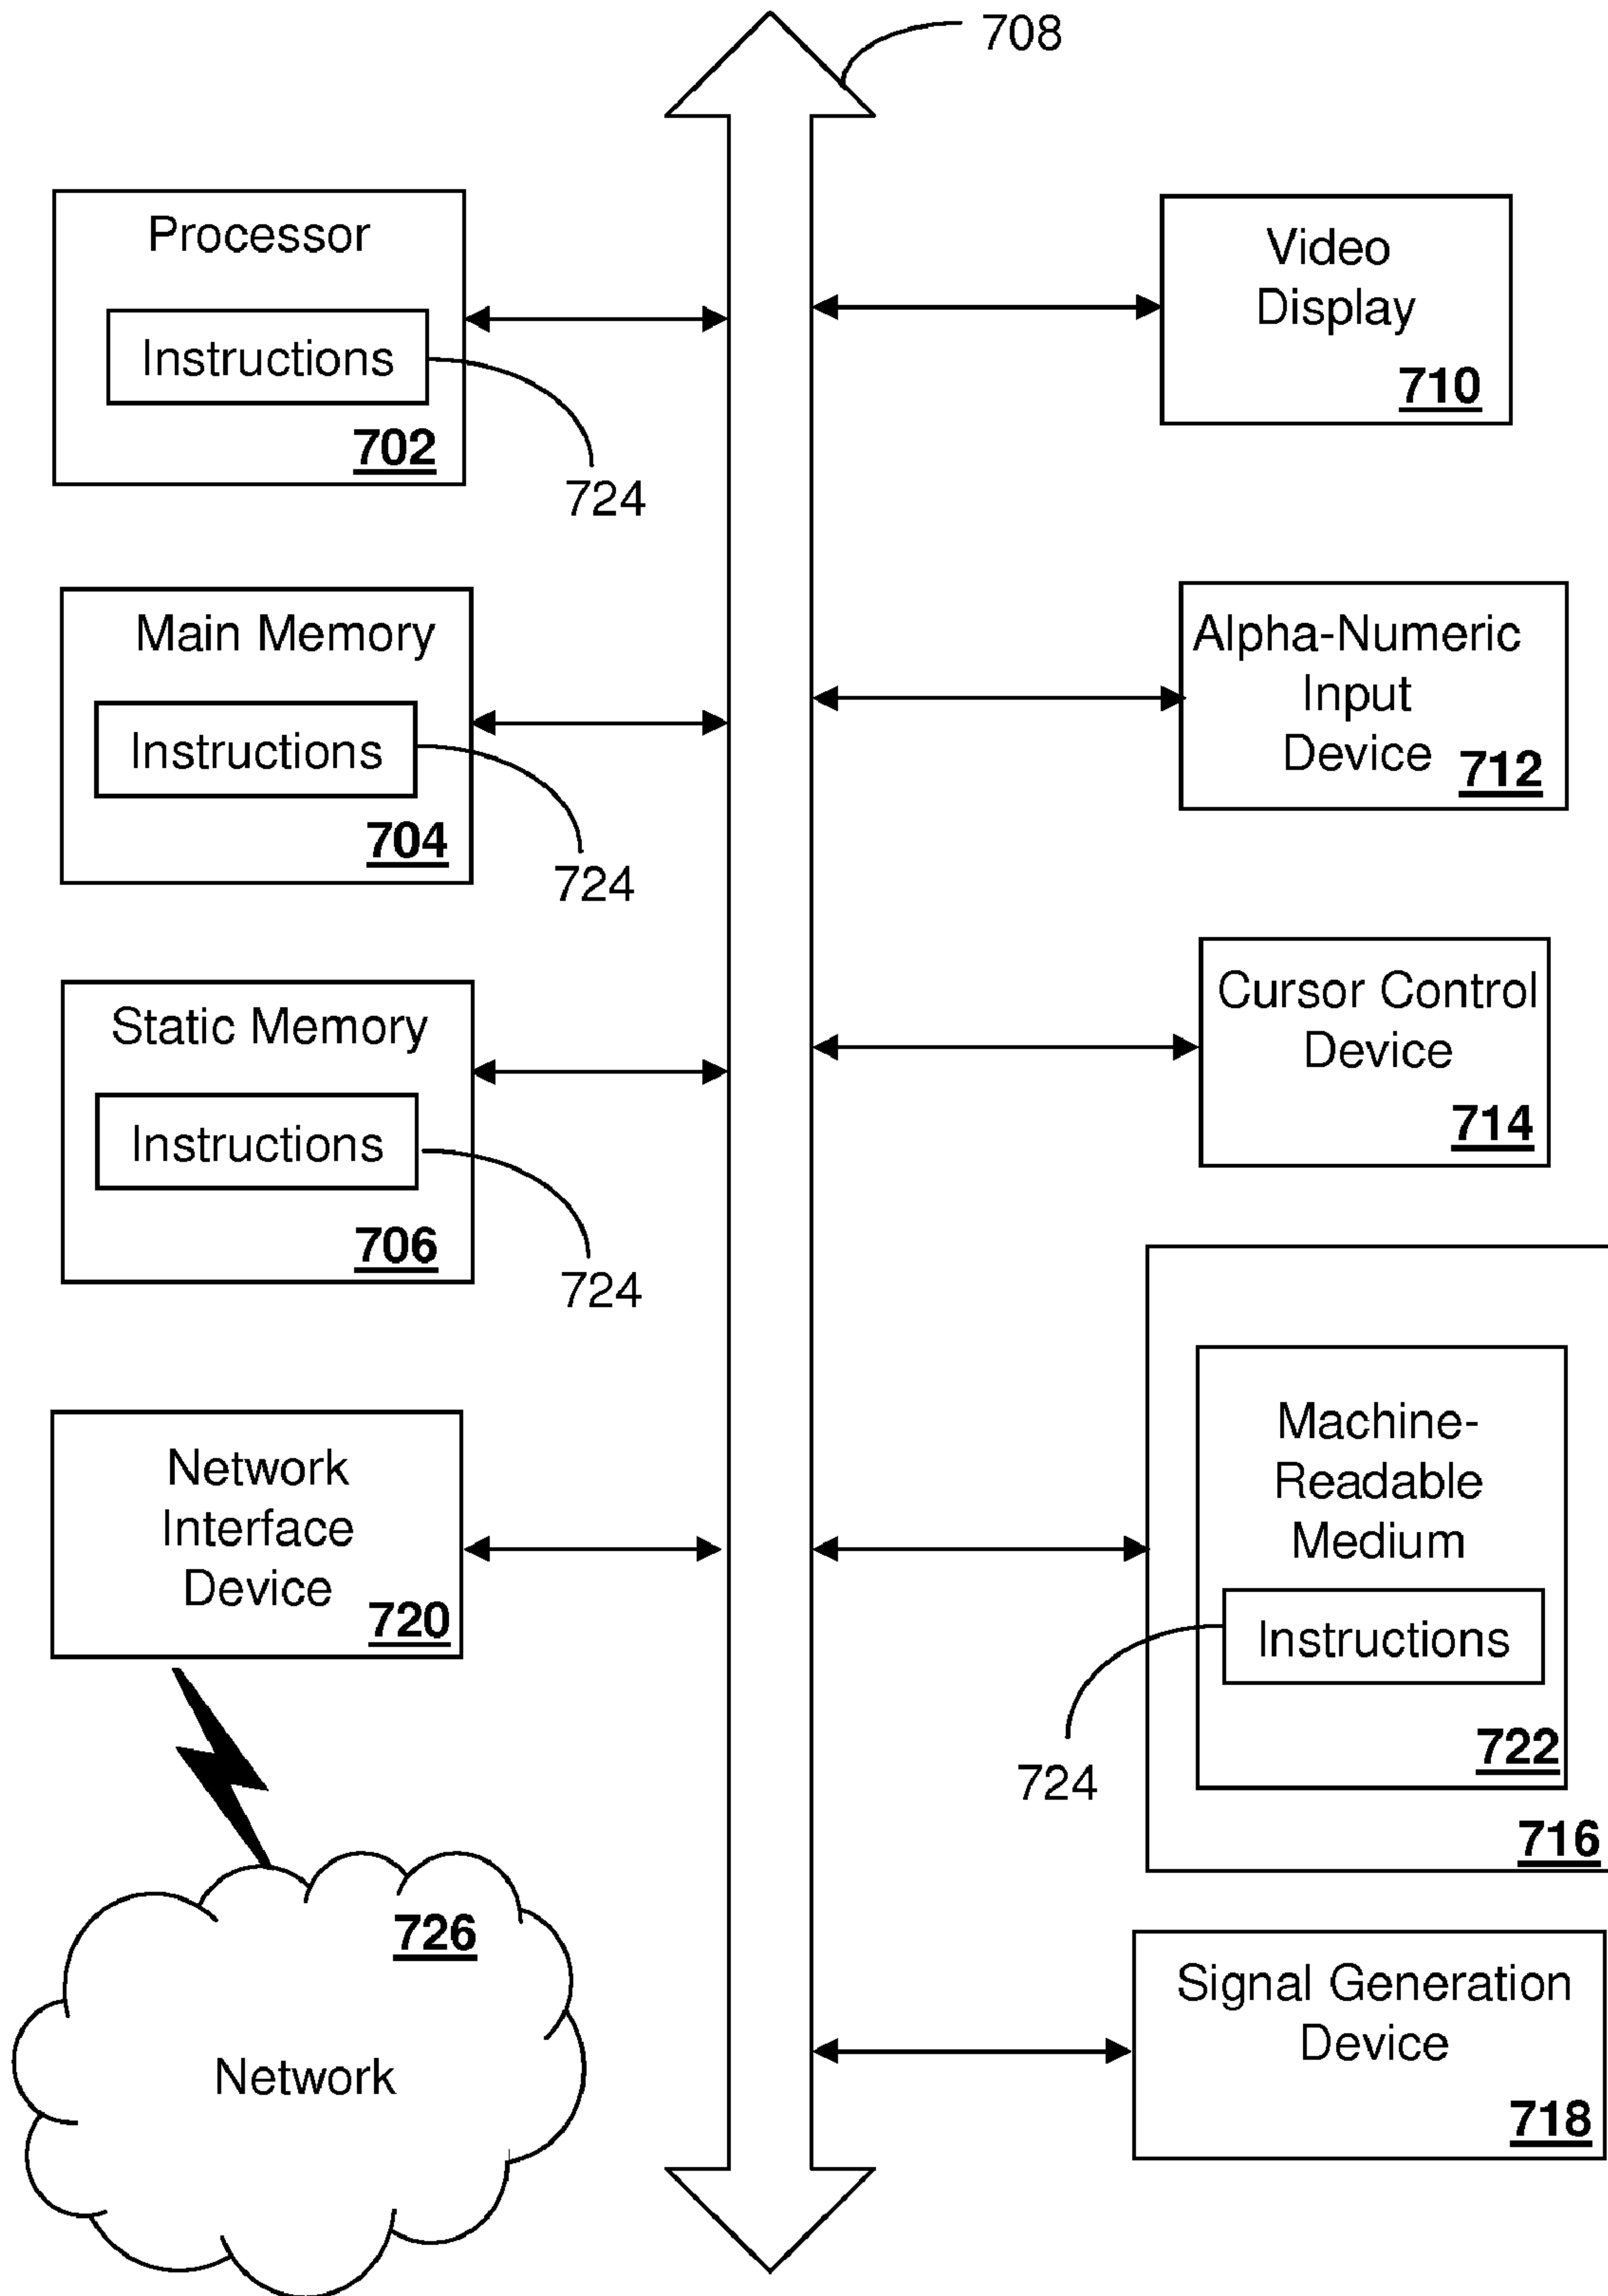 708
Processor
Instructions
702
724
Main Memory
Instructions
704
724
Static Memory
Instructions
706
724
Network
Interface
Device
720
726
Network
Video
Display
710
Alpha-Numeric
Input
Device
712
Cursor Control
Device
714
Machine-
Readable
Medium
Instructions
722
724
716
Signal Generation
Device
718